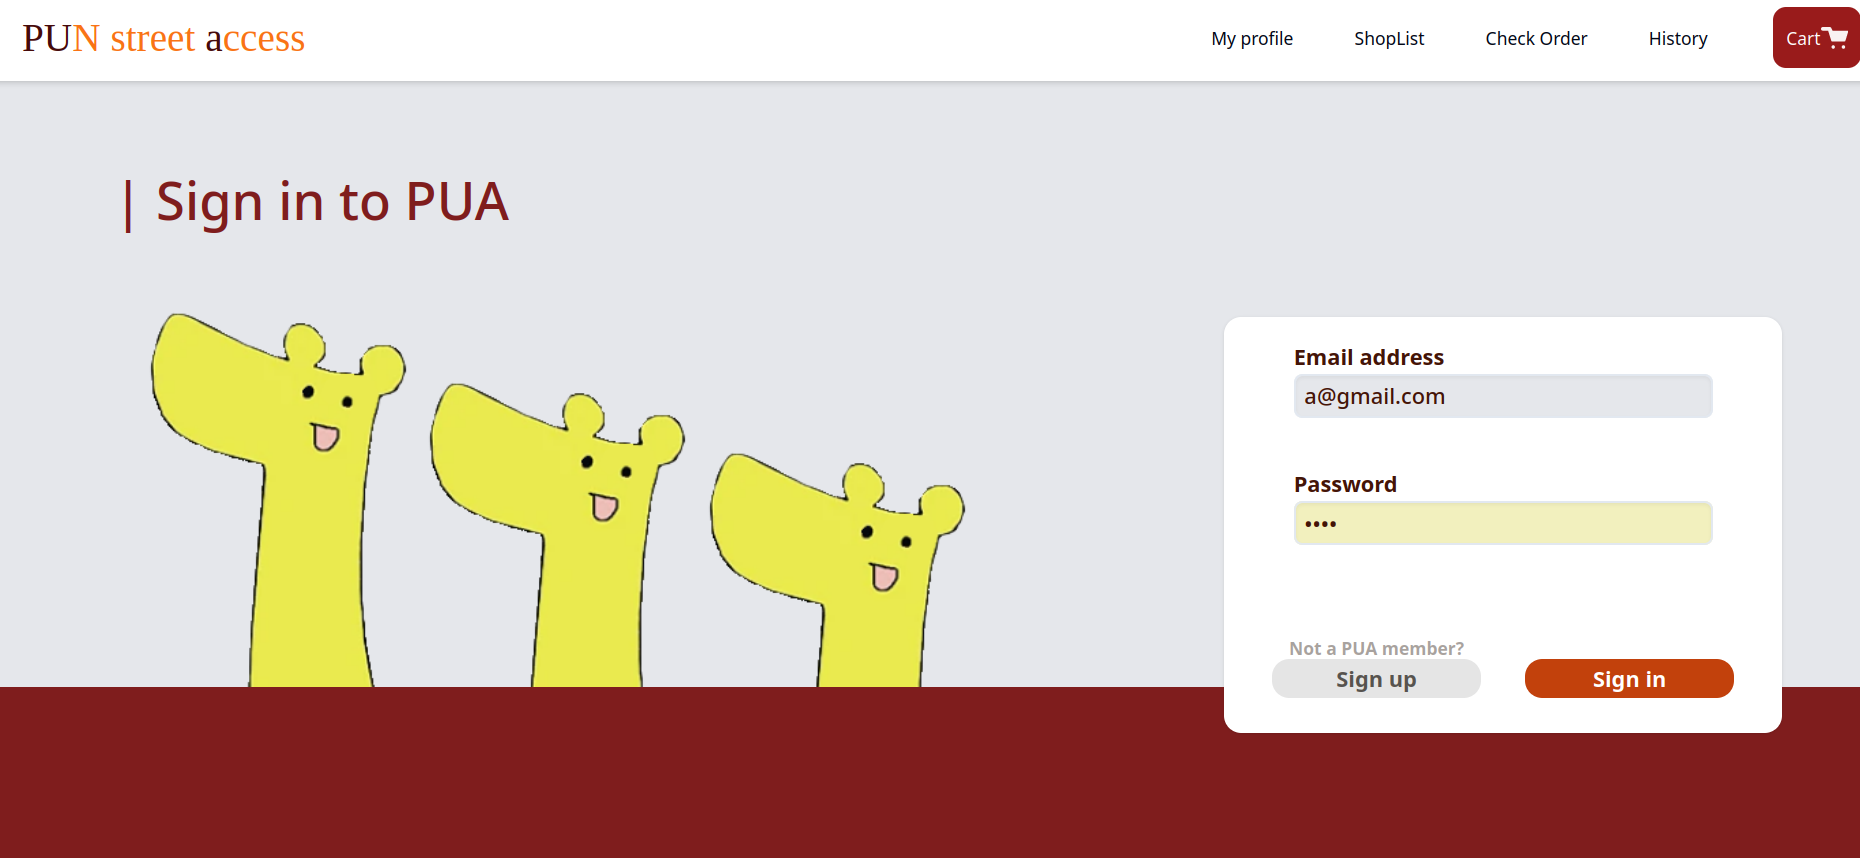 PUN street access
My profile
ShopList
Check Order
History
Cart
| Sign in to PUA
Email address
a@gmail.com
Password
••••
Not a PUA member?
Sign up
Sign in